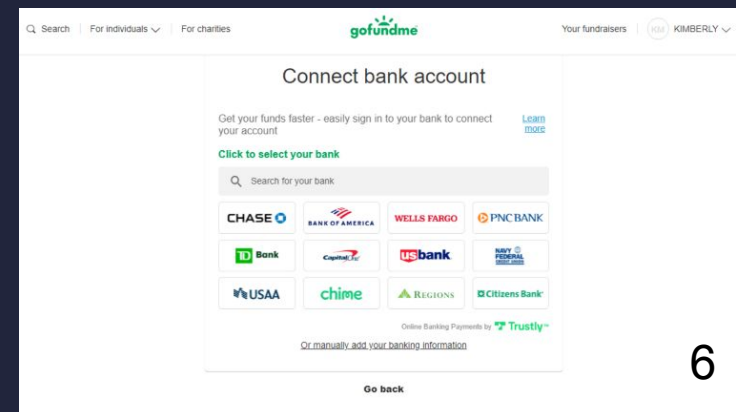 Search
For individuals
For charities
gofundme
Your fundraisers
KM
KIMBERLY
Connect bank account
Get your funds faster - easily sign in to your bank to connect
your account
Learn
more
Click to select your bank
Search for your bank
CHASE
BANK OF AMERICA
WELLS FARGO
PNC BANK
TD Bank
Capital One
usbank
NAVY
FEDERAL
Credit Union
USAA
chime
REGIONS
Citizens Bank
Online Banking Payments by Trustly
Or manually add your banking information
Go back
6